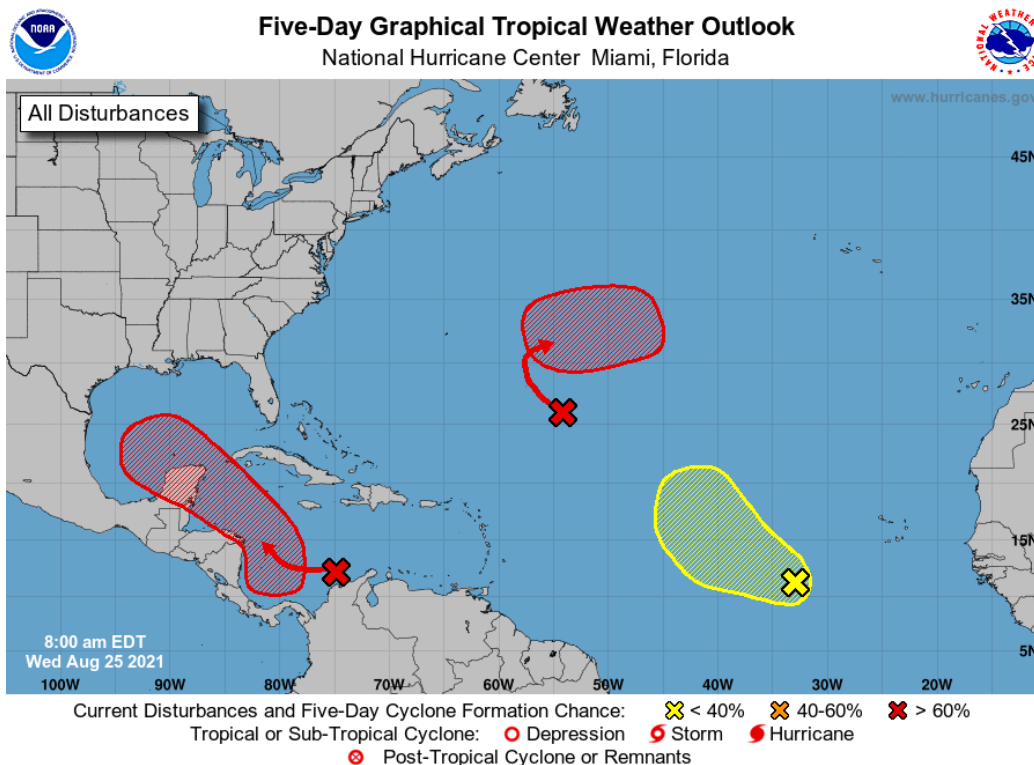 Five-Day Graphical Tropical Weather Outlook
National Hurricane Center Miami, Florida
NOAA
All Disturbances
www.hurricanes.gov
45N
35N
25N
15N
5N
8:00 am EDT
Wed Aug 25 2021
100W 90W 80W 70W 60W 50W 40W 30W 20W
Current Disturbances and Five-Day Cyclone Formation Chance: < 40% 40-60% > 60%
Tropical or Sub-Tropical Cyclone: Depression Storm Hurricane
Post-Tropical Cyclone or Remnants